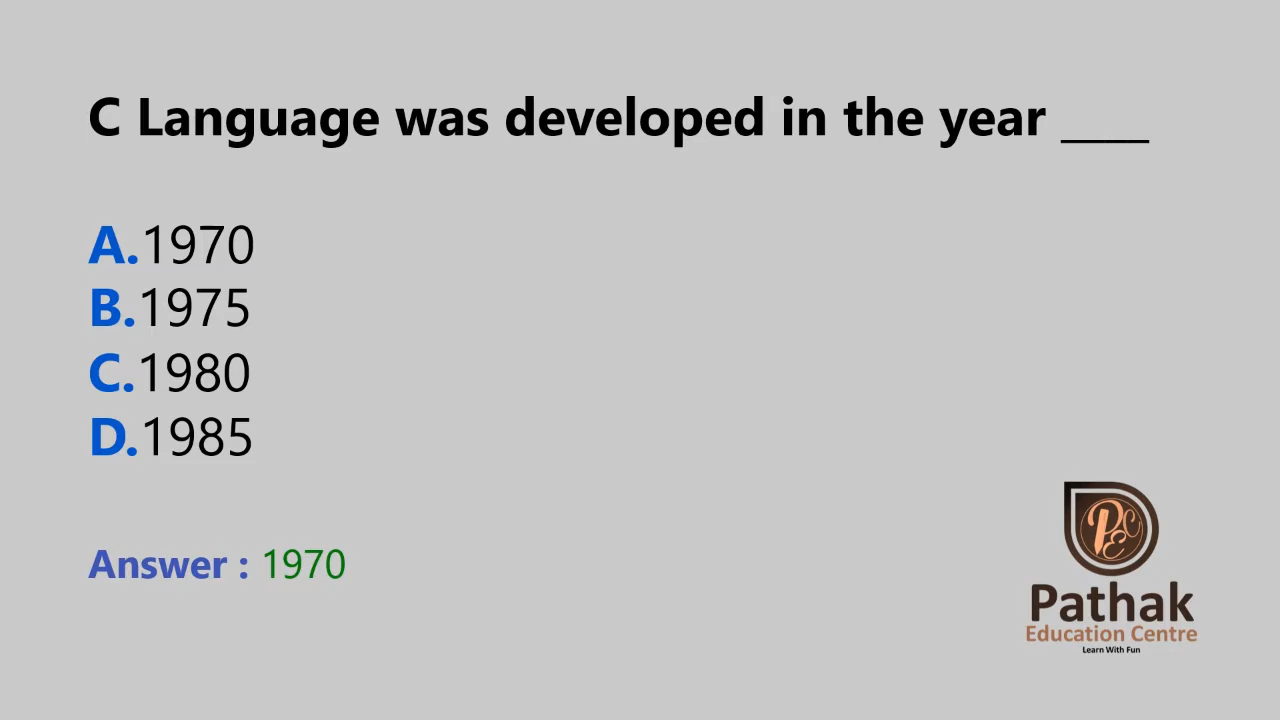 C Language was developed in the year ____
A.1970
B.1975
C.1980
D.1985
Answer : 1970
PEC
Pathak
Education Centre
Learn With Fun